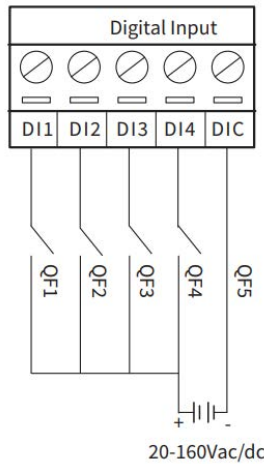 Digital Input
DI1 DI2 DI3 DI4 DIC
QF1 QF2 QF3 QF4 QF5
+ -
20-160Vac/dc